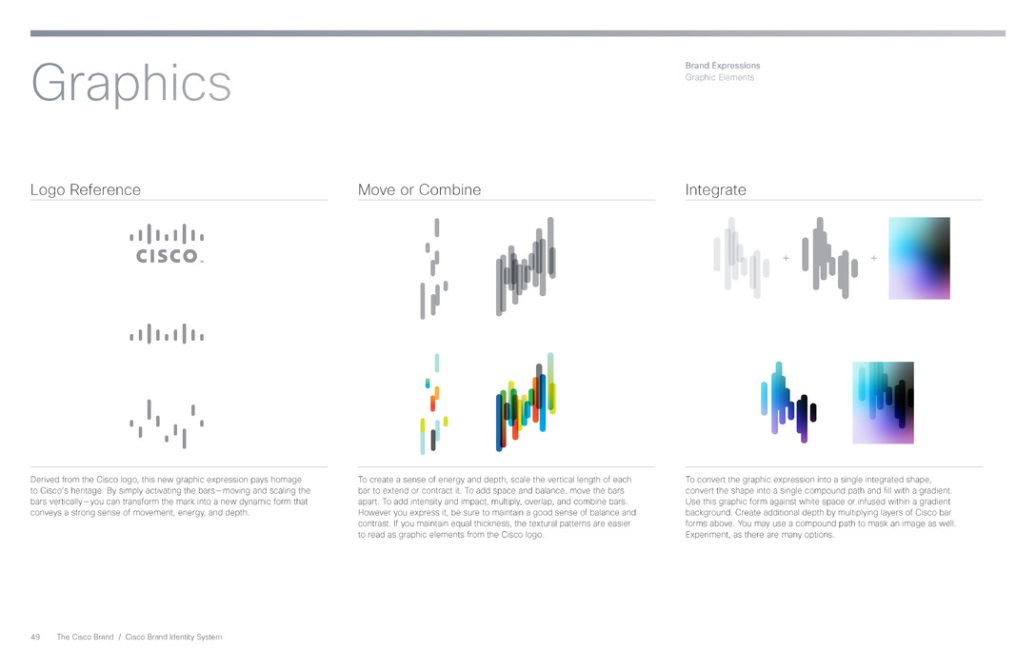 Graphics
Brand Expressions
Graphic Elements
Logo Reference
CISCO™
Derived from the Cisco logo, this new graphic expression pays homage
to Cisco's heritage. By simply activating the bars—moving and scaling the
bars vertically—you can transform the mark into a new dynamic form that
conveys a strong sense of movement, energy, and depth.
Move or Combine
To create a sense of energy and depth, scale the vertical length of each
bar to extend or contract it. To add space and balance, move the bars
apart. To add intensity and impact, multiply, overlap, and combine bars.
However you express it, be sure to maintain a good sense of balance and
contrast. If you maintain equal thickness, the textural patterns are easier
to read as graphic elements from the Cisco logo.
Integrate
+ +
To convert the graphic expression into a single integrated shape,
convert the shape into a single compound path and fill with a gradient.
Use this graphic form against white space or infused within a gradient
background. Create additional depth by multiplying layers of Cisco bar
forms above. You may use a compound path to mask an image as well.
Experiment, as there are many options.
49 The Cisco Brand / Cisco Brand Identity System